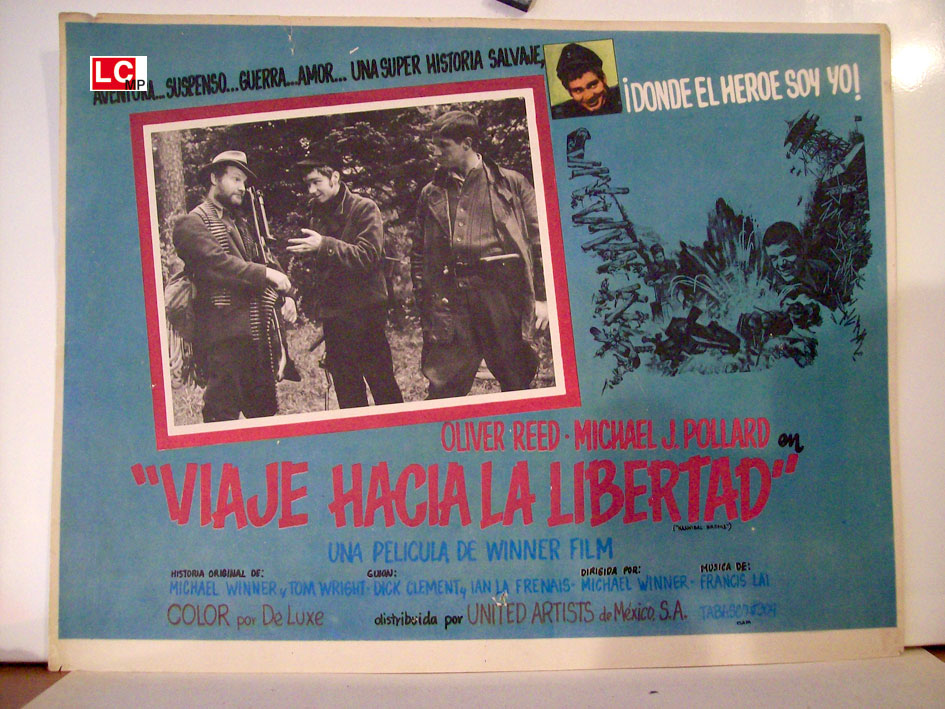 LC
MP
AVENTURA...SUSPENSO...GUERRA...AMOR...UNA SUPER HISTORIA SALVAJE,
¡DONDE EL HEROE SOY YO!
OLIVER REED - MICHAEL J. POLLARD en
"VIAJE HACIA LA LIBERTAD"
("HANNIBAL BROOKS")
UNA PELICULA DE WINNER FILM
HISTORIA ORIGINAL DE: GUION: DIRIGIDA POR: MUSICA DE:
MICHAEL WINNER y TOM WRIGHT - DICK CLEMENT y IAN LA FRENAIS - MICHAEL WINNER - FRANCIS LAI
COLOR por De Luxe distribuida por UNITED ARTISTS de México, S.A.